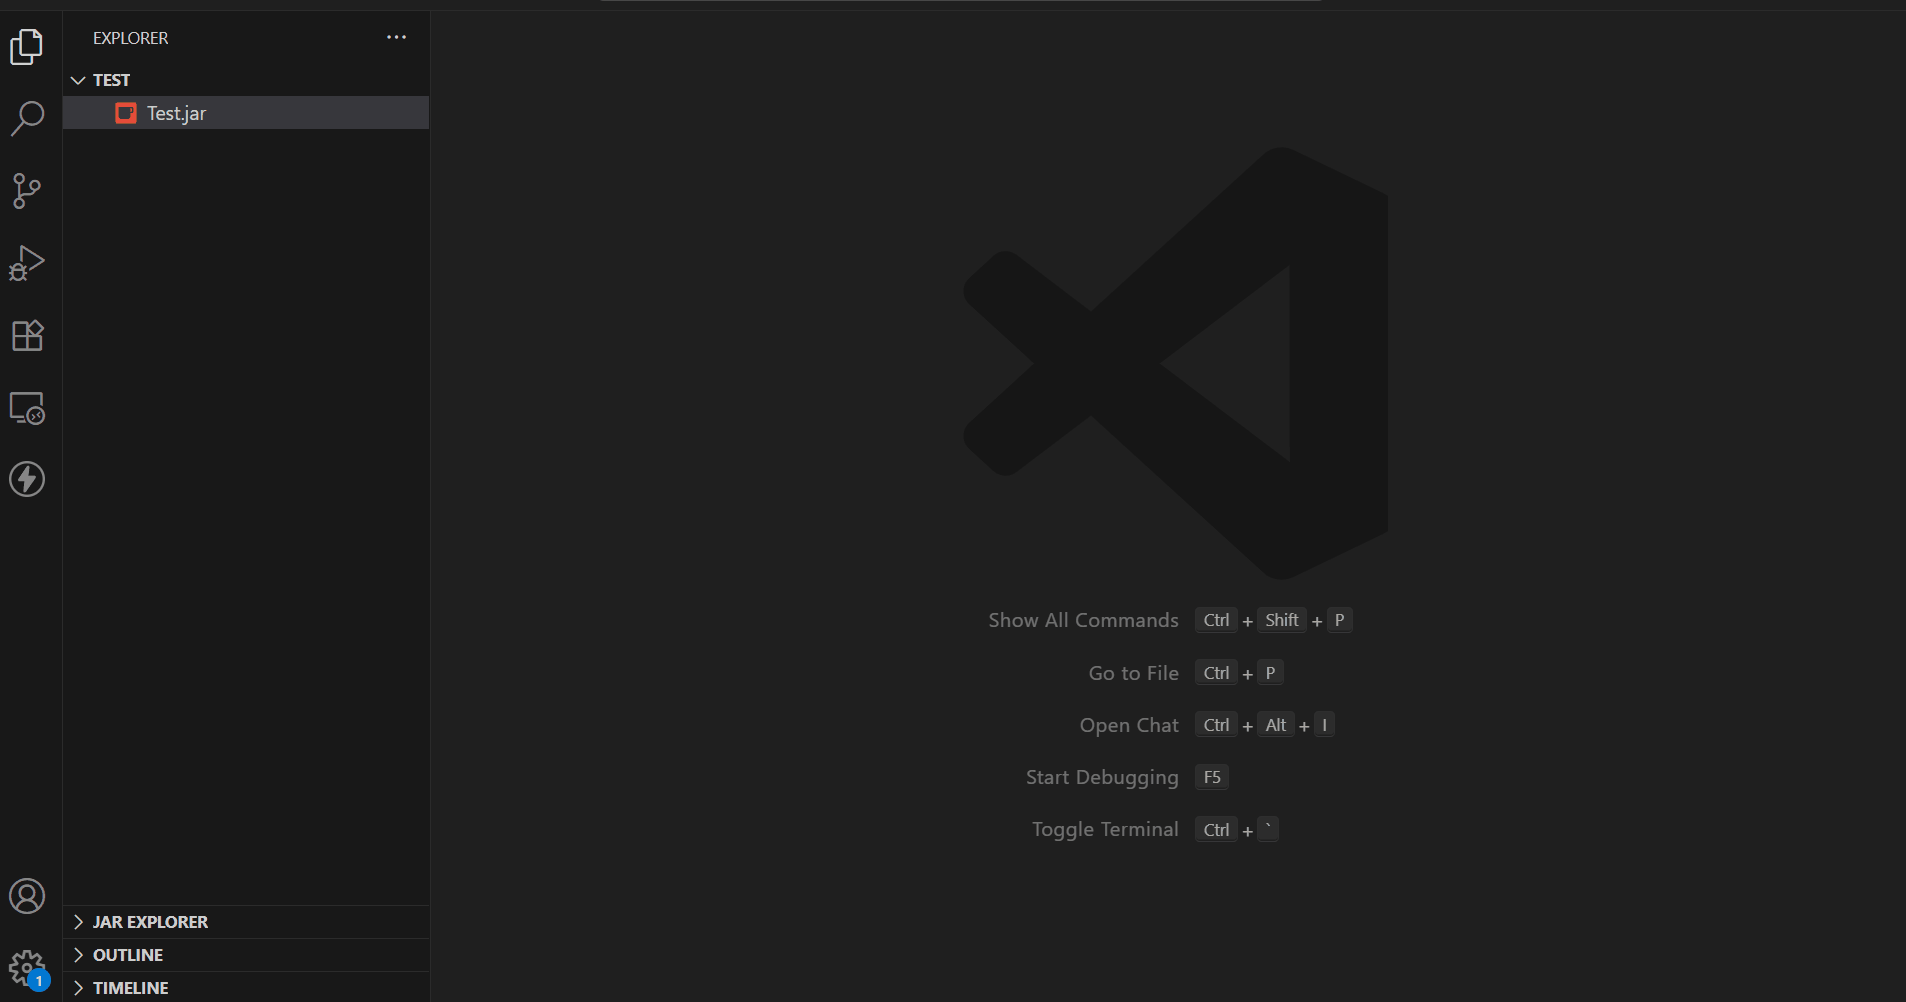 EXPLORER
TEST
Test.jar
Show All Commands Ctrl + Shift + P
Go to File Ctrl + P
Open Chat Ctrl + Alt + I
Start Debugging F5
Toggle Terminal Ctrl + `
JAR EXPLORER
OUTLINE
TIMELINE
1